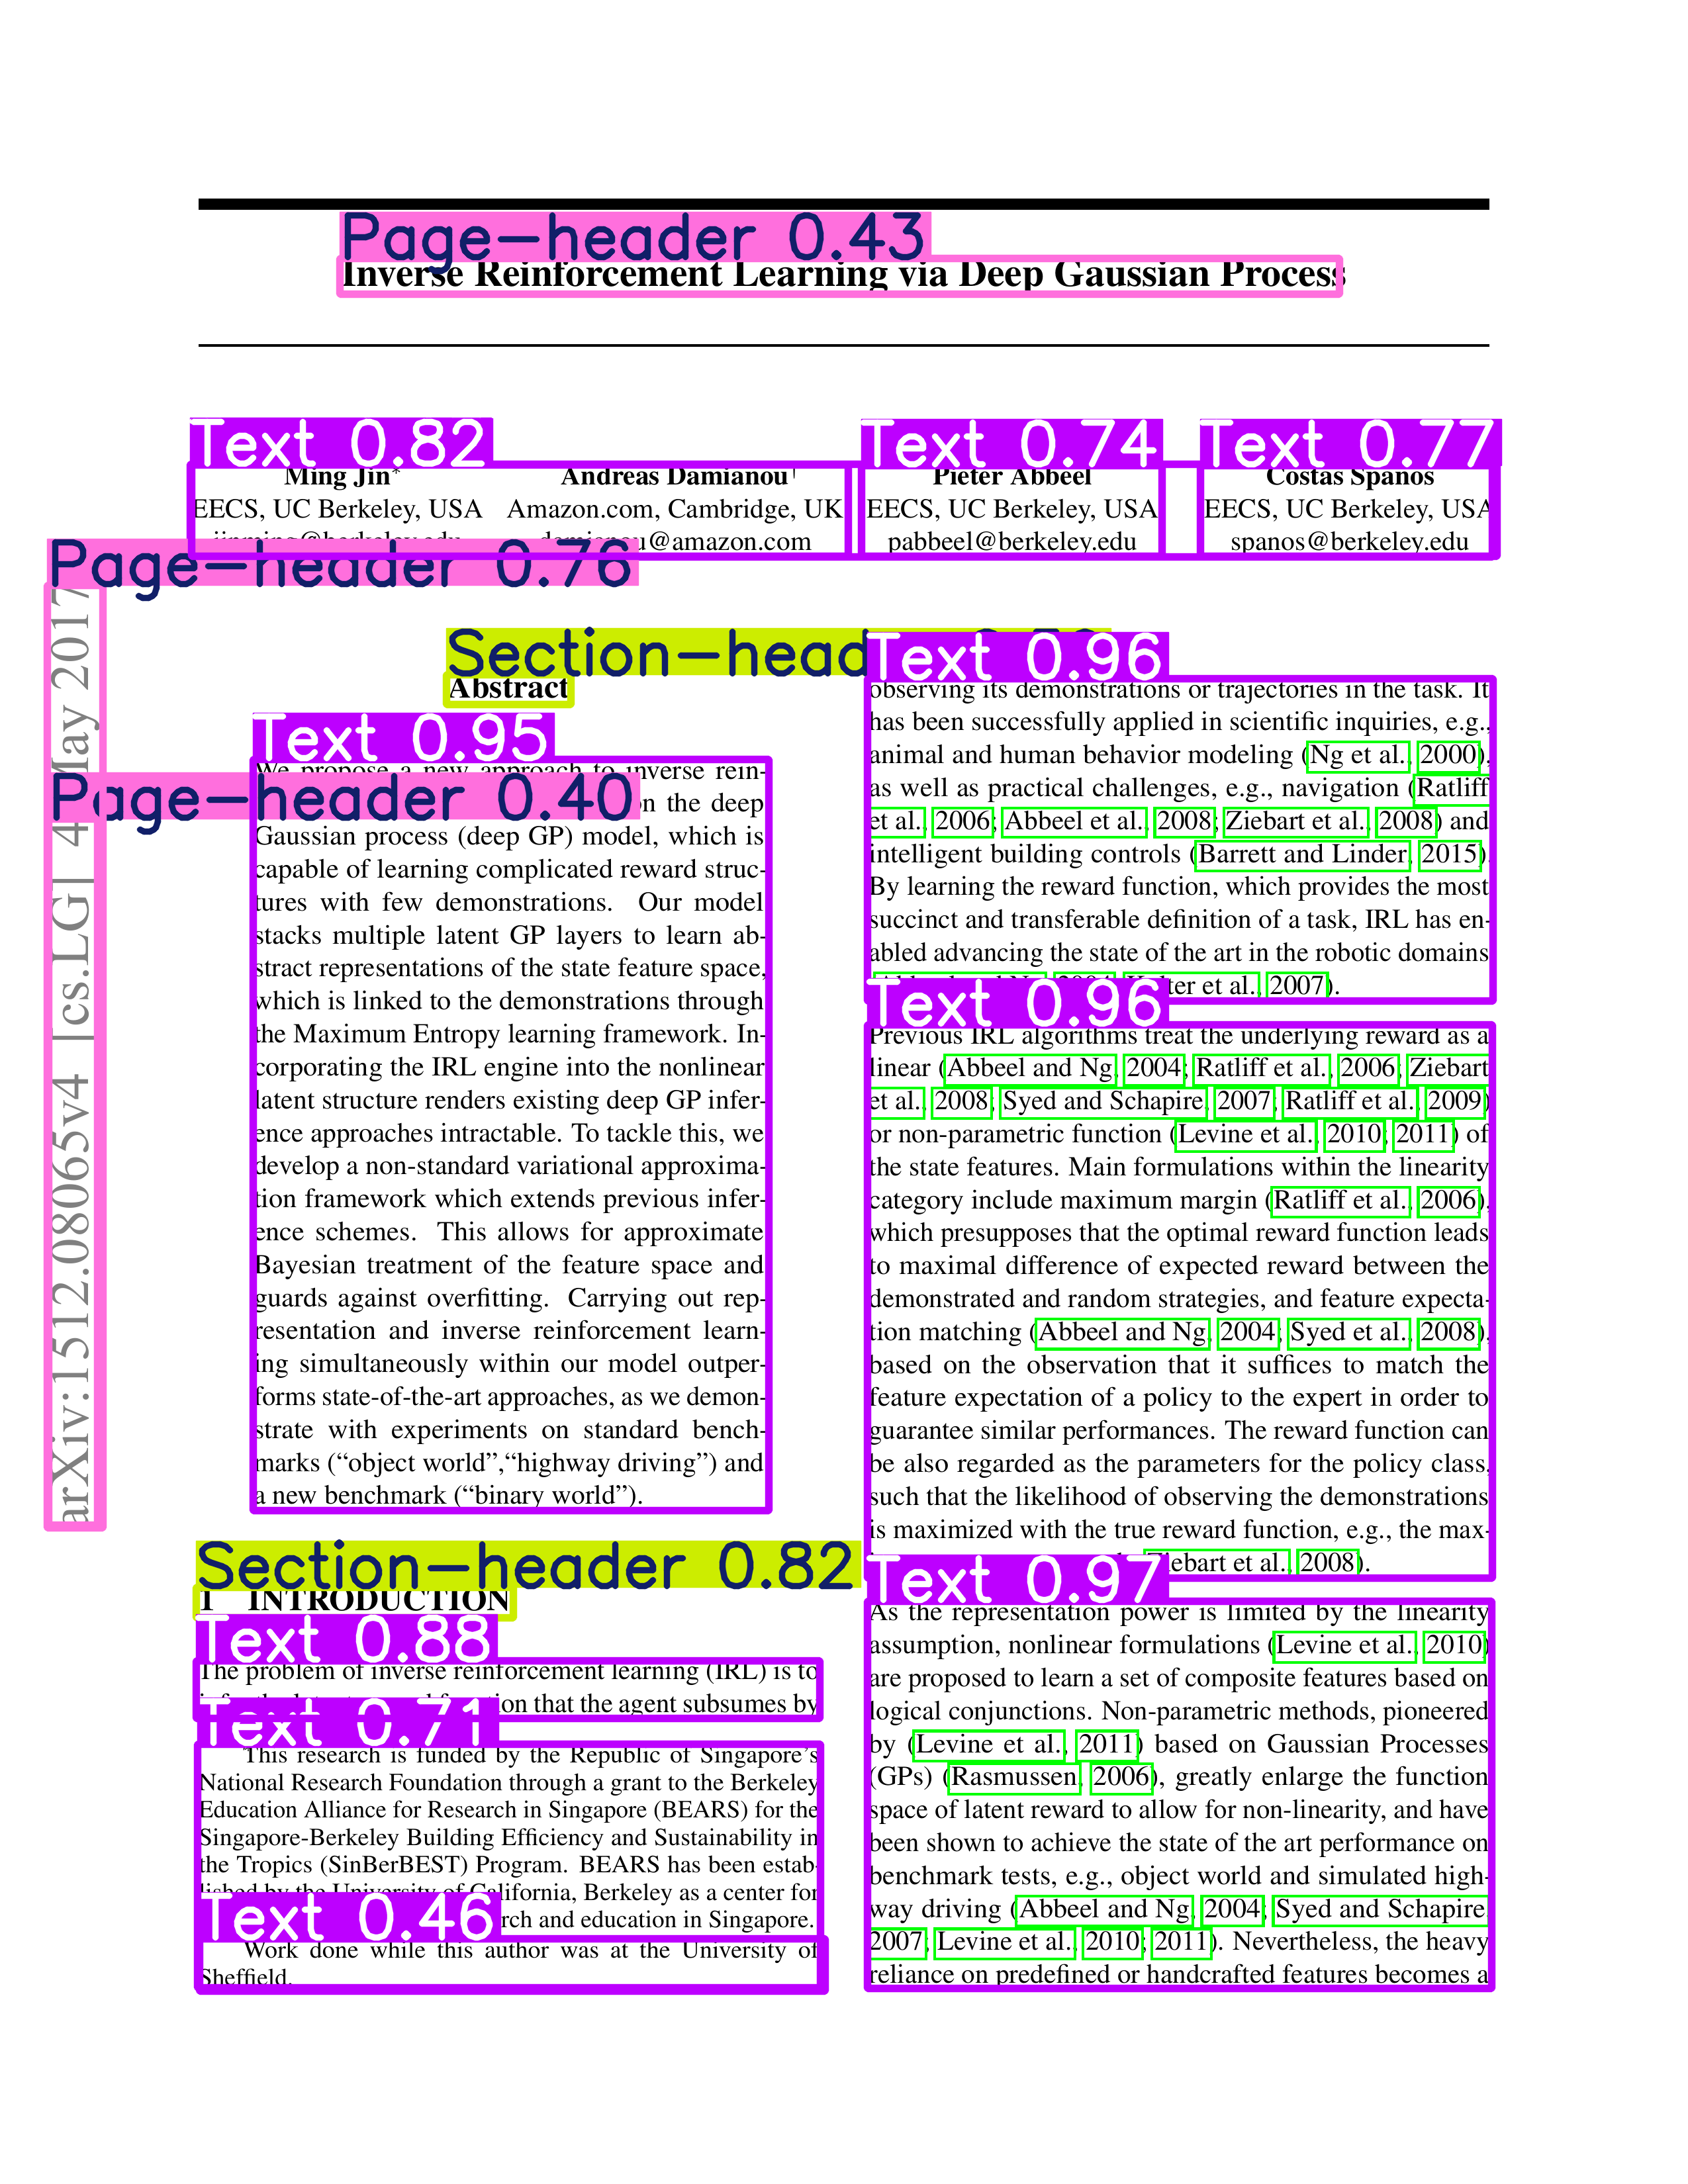 Page-header 0.43
Inverse Reinforcement Learning via Deep Gaussian Process
Text 0.82
Text 0.74
Text 0.77
Ming Jin*
EECS, UC Berkeley, USA
Andreas Damianou†
Amazon.com, Cambridge, UK
@amazon.com
Pieter Abbeel
EECS, UC Berkeley, USA
pabbeel@berkeley.edu
Costas Spanos
EECS, UC Berkeley, USA
spanos@berkeley.edu
Page-header 0.76
Page-header 0.40
arXiv:1512.08065v4 [cs.LG] 4 May 2017
Section-head
Abstract
Text 0.95
We propose a new approach to inverse rein-
on the deep
Gaussian process (deep GP) model, which is
capable of learning complicated reward struc-
tures with few demonstrations. Our model
stacks multiple latent GP layers to learn ab-
stract representations of the state feature space,
which is linked to the demonstrations through
the Maximum Entropy learning framework. In-
corporating the IRL engine into the nonlinear
latent structure renders existing deep GP infer-
ence approaches intractable. To tackle this, we
develop a non-standard variational approxima-
tion framework which extends previous infer-
ence schemes. This allows for approximate
Bayesian treatment of the feature space and
guards against overfitting. Carrying out rep-
resentation and inverse reinforcement learn-
ing simultaneously within our model outper-
forms state-of-the-art approaches, as we demon-
strate with experiments on standard bench-
marks (“object world”,“highway driving”) and
a new benchmark (“binary world”).
Section-header 0.82
1 INTRODUCTION
Text 0.88
The problem of inverse reinforcement learning (IRL) is to
that the agent subsumes by
Text 0.71
This research is funded by the Republic of Singapore’s
National Research Foundation through a grant to the Berkeley
Education Alliance for Research in Singapore (BEARS) for the
Singapore-Berkeley Building Efficiency and Sustainability in
the Tropics (SinBerBEST) Program. BEARS has been estab-
lished by the University of California, Berkeley as a center for
and education in Singapore.
Text 0.46
Work done while this author was at the University of
Sheffield.
Text 0.96
observing its demonstrations or trajectories in the task. It
has been successfully applied in scientific inquiries, e.g.,
animal and human behavior modeling (Ng et al., 2000),
as well as practical challenges, e.g., navigation (Ratliff
et al., 2006; Abbeel et al., 2008; Ziebart et al., 2008) and
intelligent building controls (Barrett and Linder, 2015).
By learning the reward function, which provides the most
succinct and transferable definition of a task, IRL has en-
abled advancing the state of the art in the robotic domains
et al., 2007).
Text 0.96
Previous IRL algorithms treat the underlying reward as a
linear (Abbeel and Ng, 2004; Ratliff et al., 2006; Ziebart
et al., 2008; Syed and Schapire, 2007; Ratliff et al., 2009)
or non-parametric function (Levine et al., 2010; 2011) of
the state features. Main formulations within the linearity
category include maximum margin (Ratliff et al., 2006),
which presupposes that the optimal reward function leads
to maximal difference of expected reward between the
demonstrated and random strategies, and feature expecta-
tion matching (Abbeel and Ng, 2004; Syed et al., 2008),
based on the observation that it suffices to match the
feature expectation of a policy to the expert in order to
guarantee similar performances. The reward function can
be also regarded as the parameters for the policy class,
such that the likelihood of observing the demonstrations
is maximized with the true reward function, e.g., the max-
Ziebart et al., 2008).
Text 0.97
As the representation power is limited by the linearity
assumption, nonlinear formulations (Levine et al., 2010)
are proposed to learn a set of composite features based on
logical conjunctions. Non-parametric methods, pioneered
by (Levine et al., 2011) based on Gaussian Processes
(GPs) (Rasmussen, 2006), greatly enlarge the function
space of latent reward to allow for non-linearity, and have
been shown to achieve the state of the art performance on
benchmark tests, e.g., object world and simulated high-
way driving (Abbeel and Ng, 2004; Syed and Schapire,
2007; Levine et al., 2010; 2011). Nevertheless, the heavy
reliance on predefined or handcrafted features becomes a